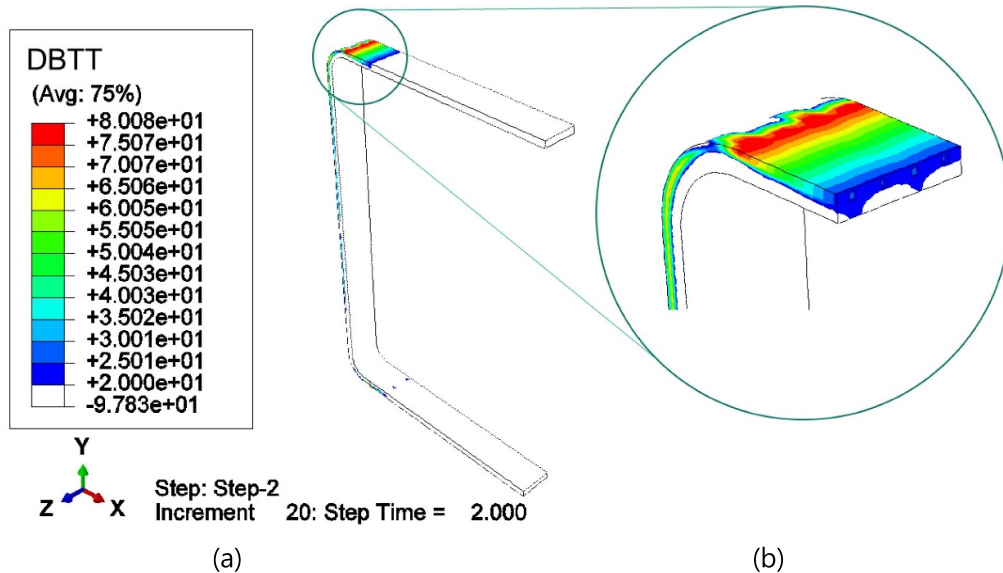 DBTT
(Avg: 75%)
+8.008e+01
+7.507e+01
+7.007e+01
+6.506e+01
+6.005e+01
+5.505e+01
+5.004e+01
+4.503e+01
+4.003e+01
+3.502e+01
+3.001e+01
+2.501e+01
+2.000e+01
-9.783e+01
Y
Z X
Step: Step-2
Increment 20: Step Time = 2.000
(a) (b)